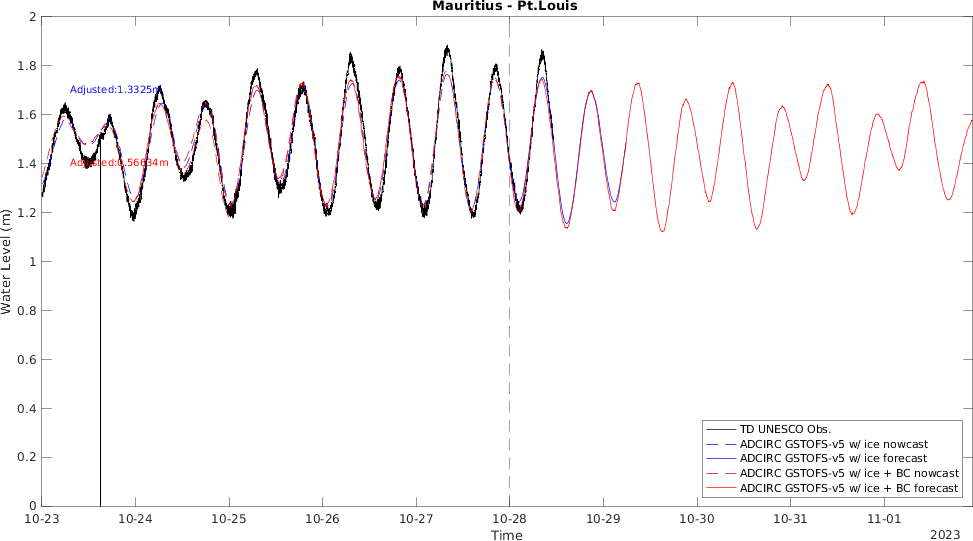 Mauritius - Pt.Louis
2
1.8
1.6
1.4
1.2
1
0.8
0.6
0.4
0.2
0
Water Level (m)
Adjusted:1.3325m
Adjusted:0.56634m
TD UNESCO Obs.
ADCIRC GSTOFS-v5 w/ ice nowcast
ADCIRC GSTOFS-v5 w/ ice forecast
ADCIRC GSTOFS-v5 w/ ice + BC nowcast
ADCIRC GSTOFS-v5 w/ ice + BC forecast
10-23 10-24 10-25 10-26 10-27 10-28 10-29 10-30 10-31 11-01
Time
2023